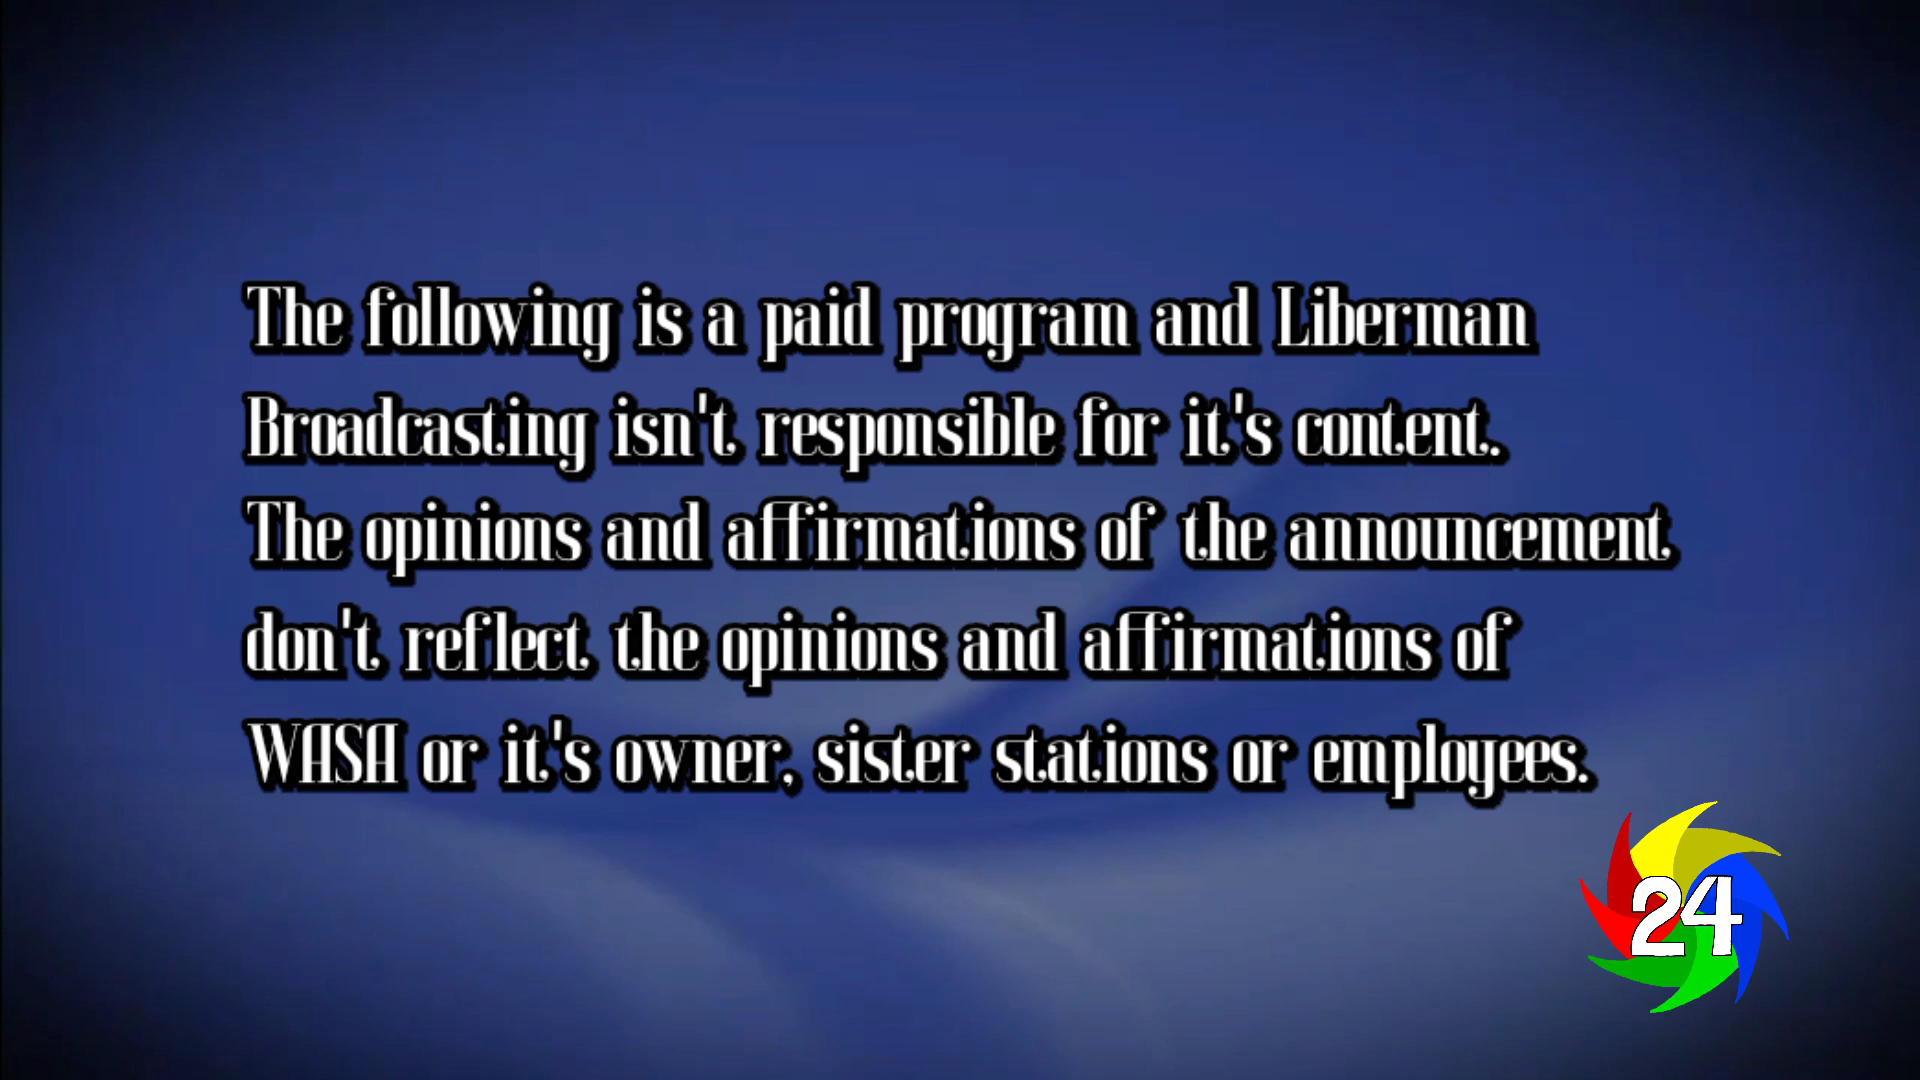 The following is a paid program and Liberman
Broadcasting isn't responsible for it's content.
The opinions and affirmations of the announcement
don't reflect the opinions and affirmations of
WASA or it's owner, sister stations or employees.
24